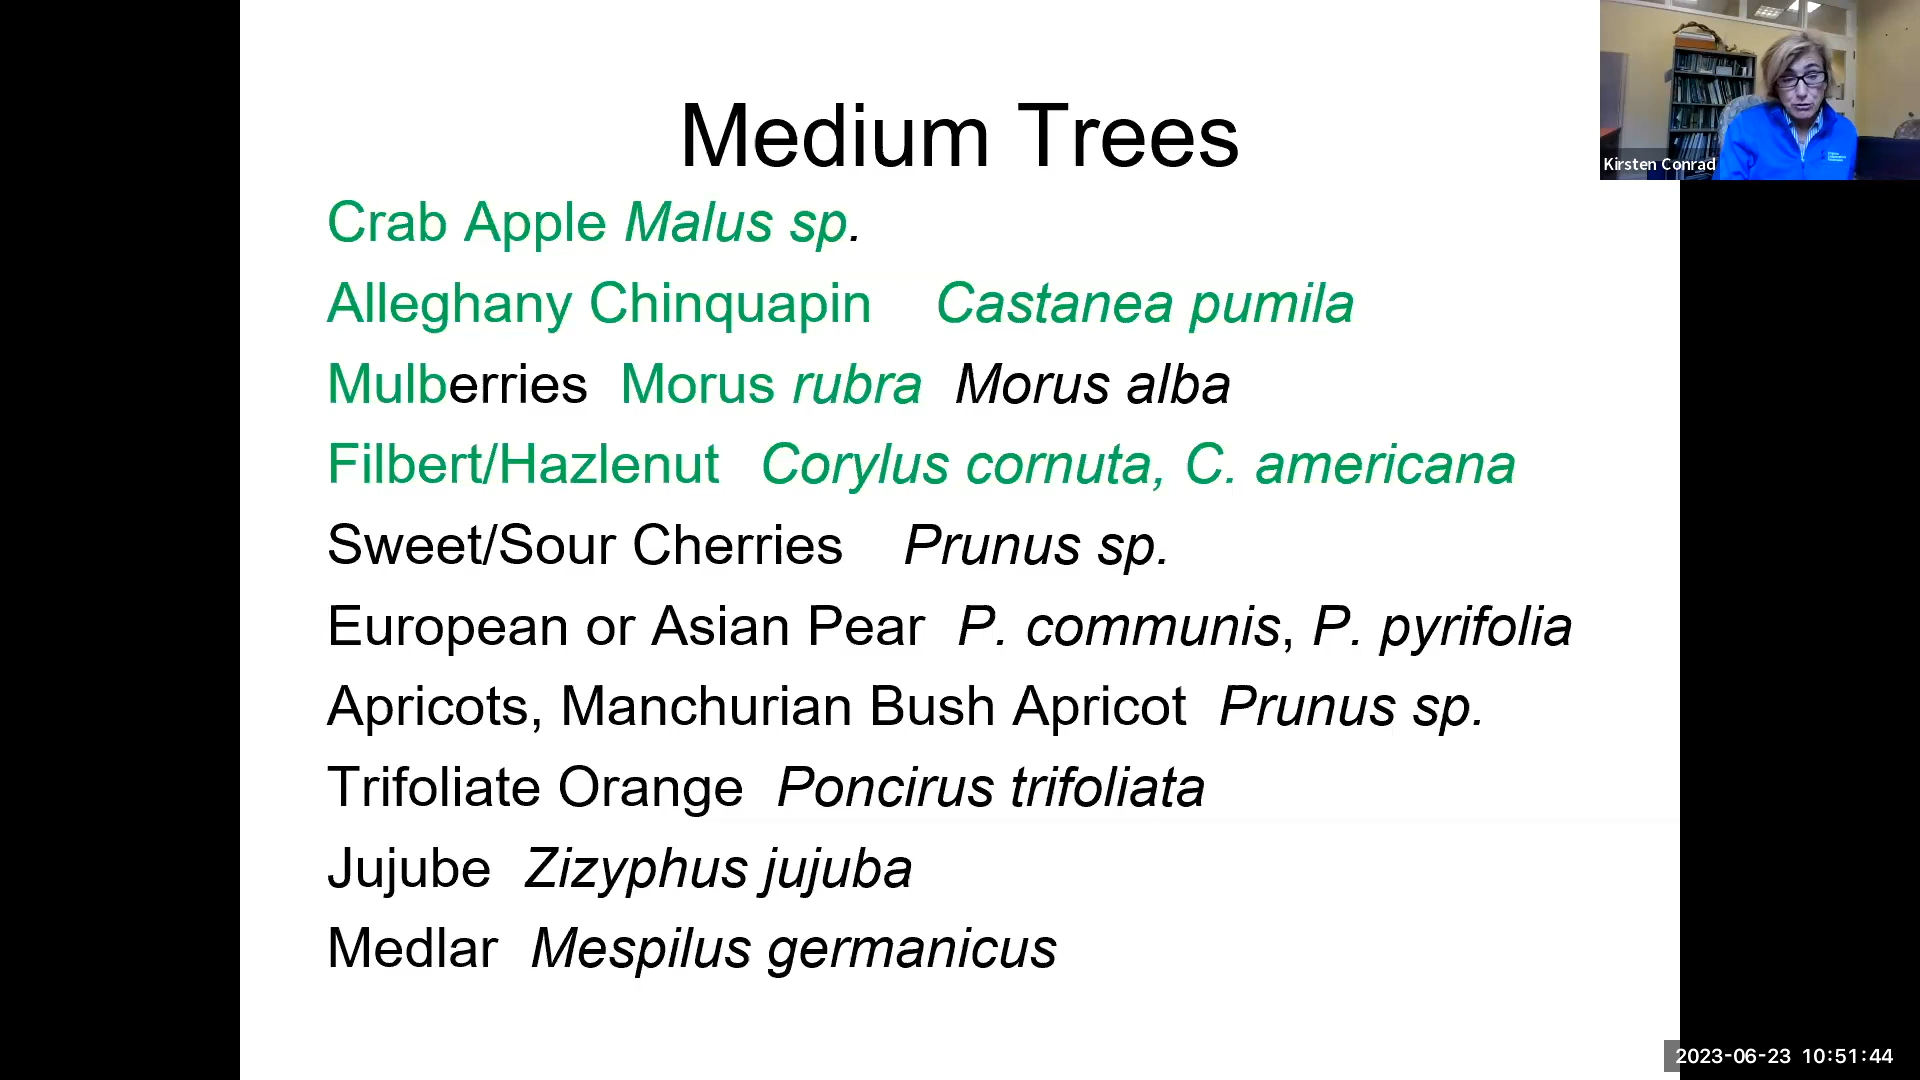 Medium Trees
Crab Apple Malus sp.
Alleghany Chinquapin Castanea pumila
Mulberries Morus rubra Morus alba
Filbert/Hazlenut Corylus cornuta, C. americana
Sweet/Sour Cherries Prunus sp.
European or Asian Pear P. communis, P. pyrifolia
Apricots, Manchurian Bush Apricot Prunus sp.
Trifoliate Orange Poncirus trifoliata
Jujube Zizyphus jujuba
Medlar Mespilus germanicus
Kirsten Conrad
2023-06-23 10:51:44